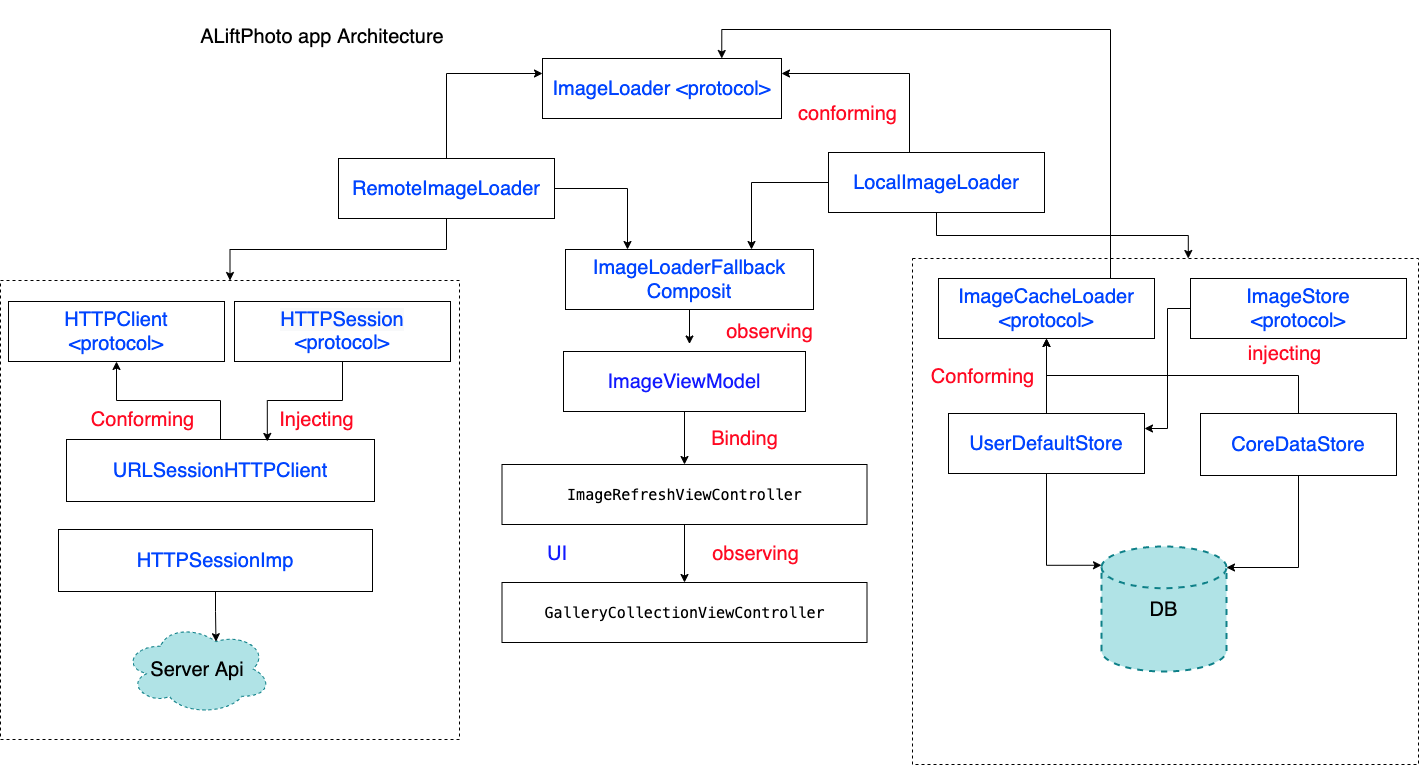 ALiftPhoto app Architecture
ImageLoader <protocol>
conforming
RemoteImageLoader
LocalImageLoader
ImageLoaderFallback
Composit
observing
ImageViewModel
Binding
ImageRefreshViewController
UI
observing
GalleryCollectionViewController
HTTPClient
<protocol>
HTTPSession
<protocol>
Conforming
Injecting
URLSessionHTTPClient
HTTPSessionImp
Server Api
ImageCacheLoader
<protocol>
ImageStore
<protocol>
injecting
Conforming
UserDefaultStore
CoreDataStore
DB